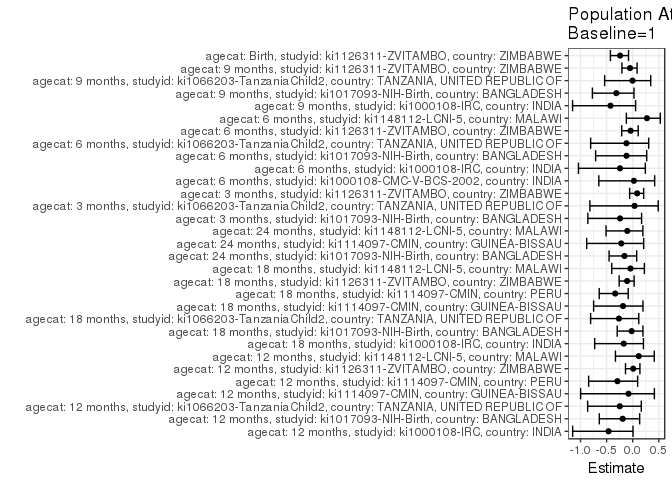 Population At
Baseline=1
agecat: Birth, studyid: ki1126311-ZVITAMBO, country: ZIMBABWE
agecat: 9 months, studyid: ki1126311-ZVITAMBO, country: ZIMBABWE
agecat: 9 months, studyid: ki1066203-TanzaniaChild2, country: TANZANIA, UNITED REPUBLIC OF
agecat: 9 months, studyid: ki1017093-NIH-Birth, country: BANGLADESH
agecat: 9 months, studyid: ki1000108-IRC, country: INDIA
agecat: 6 months, studyid: ki1148112-LCNI-5, country: MALAWI
agecat: 6 months, studyid: ki1126311-ZVITAMBO, country: ZIMBABWE
agecat: 6 months, studyid: ki1066203-TanzaniaChild2, country: TANZANIA, UNITED REPUBLIC OF
agecat: 6 months, studyid: ki1017093-NIH-Birth, country: BANGLADESH
agecat: 6 months, studyid: ki1000108-IRC, country: INDIA
agecat: 6 months, studyid: ki1000108-CMC-V-BCS-2002, country: INDIA
agecat: 3 months, studyid: ki1126311-ZVITAMBO, country: ZIMBABWE
agecat: 3 months, studyid: ki1066203-TanzaniaChild2, country: TANZANIA, UNITED REPUBLIC OF
agecat: 3 months, studyid: ki1017093-NIH-Birth, country: BANGLADESH
agecat: 24 months, studyid: ki1148112-LCNI-5, country: MALAWI
agecat: 24 months, studyid: ki1114097-CMIN, country: GUINEA-BISSAU
agecat: 24 months, studyid: ki1017093-NIH-Birth, country: BANGLADESH
agecat: 18 months, studyid: ki1148112-LCNI-5, country: MALAWI
agecat: 18 months, studyid: ki1126311-ZVITAMBO, country: ZIMBABWE
agecat: 18 months, studyid: ki1114097-CMIN, country: PERU
agecat: 18 months, studyid: ki1114097-CMIN, country: GUINEA-BISSAU
agecat: 18 months, studyid: ki1066203-TanzaniaChild2, country: TANZANIA, UNITED REPUBLIC OF
agecat: 18 months, studyid: ki1017093-NIH-Birth, country: BANGLADESH
agecat: 18 months, studyid: ki1000108-IRC, country: INDIA
agecat: 12 months, studyid: ki1148112-LCNI-5, country: MALAWI
agecat: 12 months, studyid: ki1126311-ZVITAMBO, country: ZIMBABWE
agecat: 12 months, studyid: ki1114097-CMIN, country: PERU
agecat: 12 months, studyid: ki1114097-CMIN, country: GUINEA-BISSAU
agecat: 12 months, studyid: ki1066203-TanzaniaChild2, country: TANZANIA, UNITED REPUBLIC OF
agecat: 12 months, studyid: ki1017093-NIH-Birth, country: BANGLADESH
agecat: 12 months, studyid: ki1000108-IRC, country: INDIA
-1.0 -0.5 0.0 0.5
Estimate